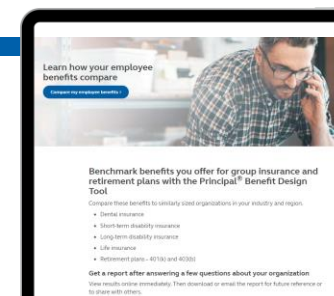 Learn how your employee
benefits compare
Compare my employee benefits ›
Benchmark benefits you offer for group insurance and
retirement plans with the Principal® Benefit Design
Tool
Compare these benefits to similarly sized organizations in your industry and region.
• Dental insurance
• Short-term disability insurance
• Long-term disability insurance
• Life insurance
• Retirement plans – 401(k) and 403(b)
Get a report after answering a few questions about your organization
View results online immediately. Then download or email the report for future reference or
to share with others.